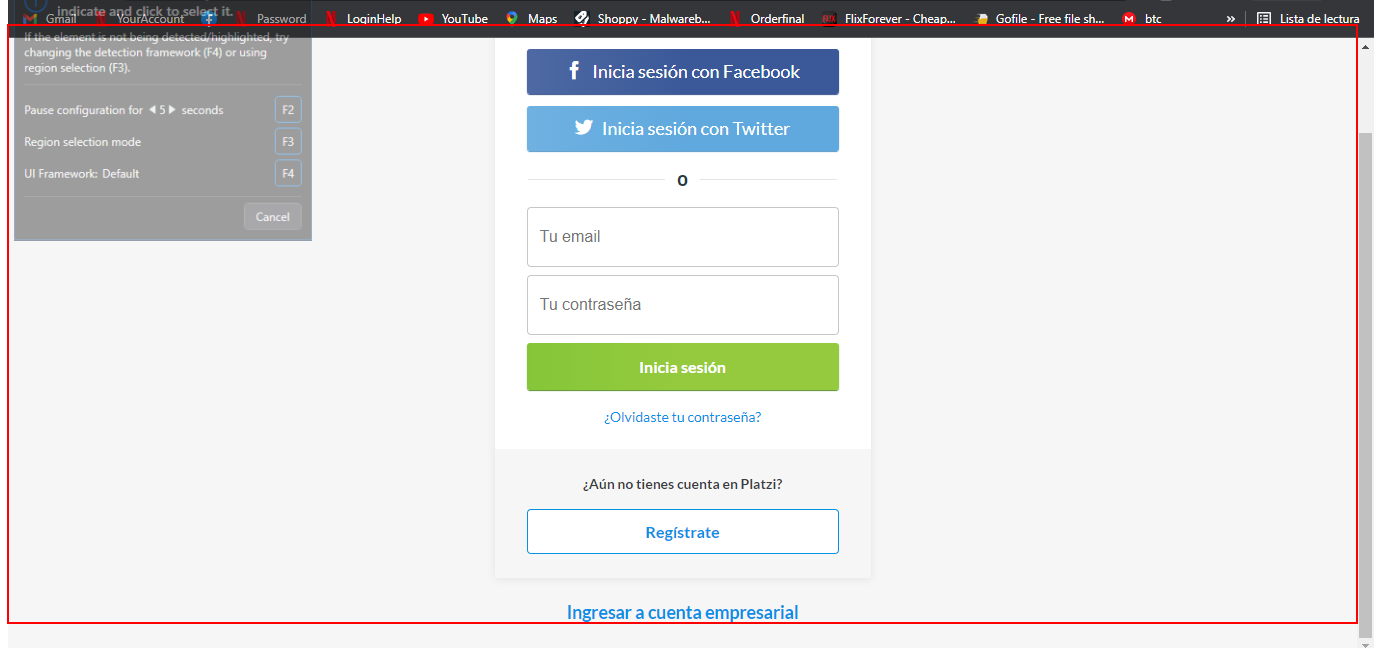 indicate and click to select it.
Gmail YourAccount Password LoginHelp YouTube Maps Shoppy - Malwareb... Orderfinal FlixForever - Cheap... Gofile - Free file sh... btc » Lista de lectura
If the element is not being detected/highlighted, try
changing the detection framework (F4) or using
region selection (F3).
Pause configuration for 5 seconds F2
Region selection mode F3
UI Framework: Default F4
Cancel
Inicia sesión con Facebook
Inicia sesión con Twitter
O
Tu email
Tu contraseña
Inicia sesión
¿Olvidaste tu contraseña?
¿Aún no tienes cuenta en Platzi?
Regístrate
Ingresar a cuenta empresarial